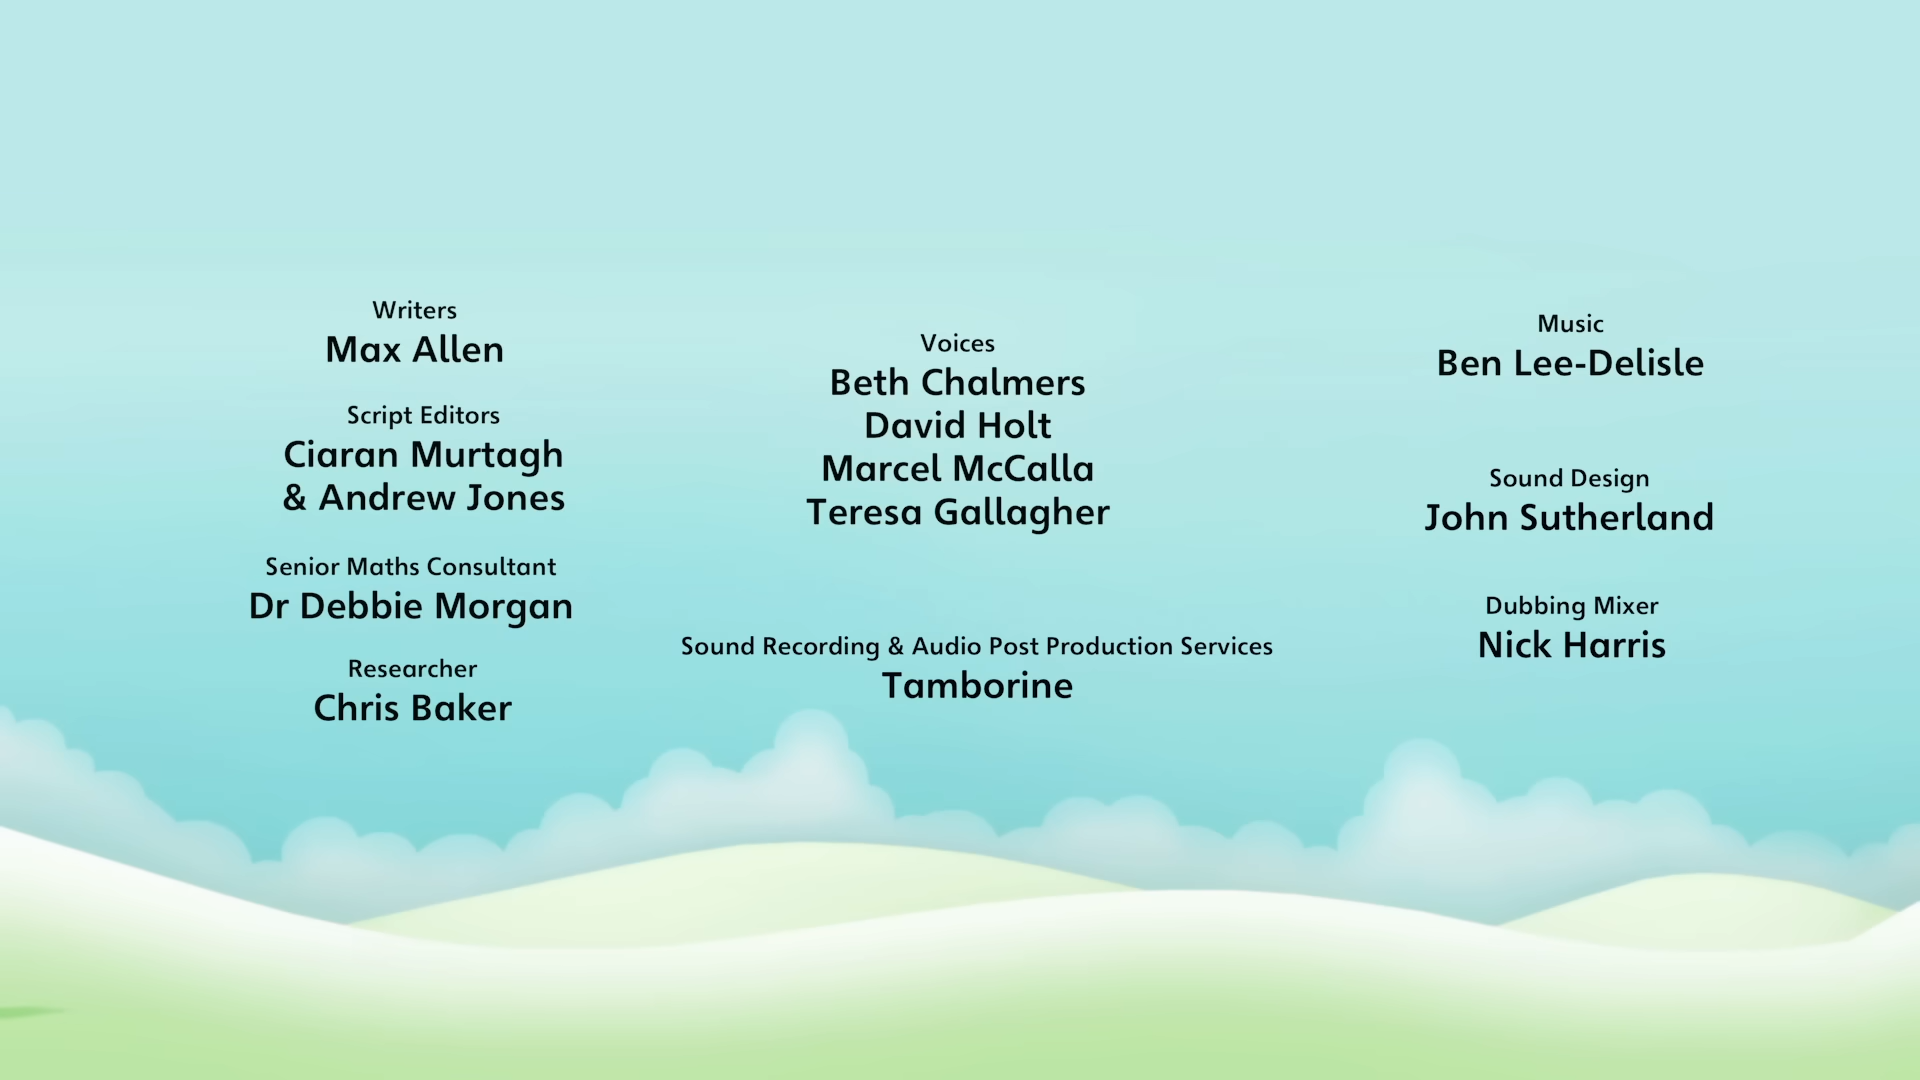 Writers
Max Allen
Script Editors
Ciaran Murtagh
& Andrew Jones
Senior Maths Consultant
Dr Debbie Morgan
Researcher
Chris Baker
Voices
Beth Chalmers
David Holt
Marcel McCalla
Teresa Gallagher
Sound Recording & Audio Post Production Services
Tamborine
Music
Ben Lee-Delisle
Sound Design
John Sutherland
Dubbing Mixer
Nick Harris